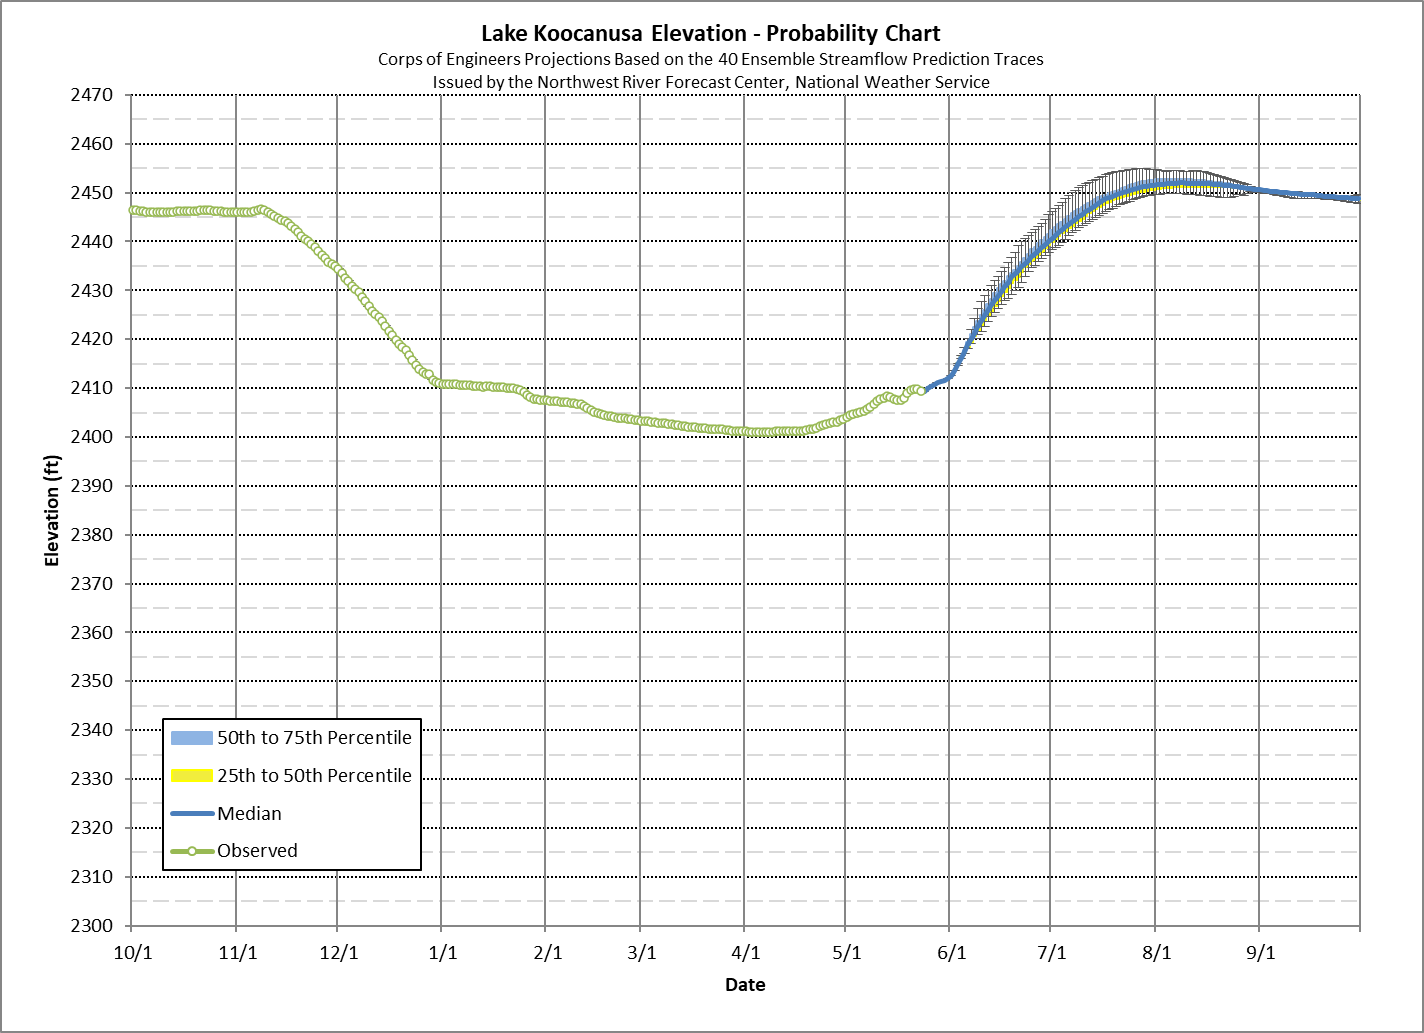 Lake Koocanusa Elevation - Probability Chart
Corps of Engineers Projections Based on the 40 Ensemble Streamflow Prediction Traces
Issued by the Northwest River Forecast Center, National Weather Service
2470
2460
2450
2440
2430
2420
2410
2400
2390
2380
2370
2360
2350
2340
2330
2320
2310
2300
Elevation (ft)
50th to 75th Percentile
25th to 50th Percentile
Median
Observed
10/1 11/1 12/1 1/1 2/1 3/1 4/1 5/1 6/1 7/1 8/1 9/1
Date